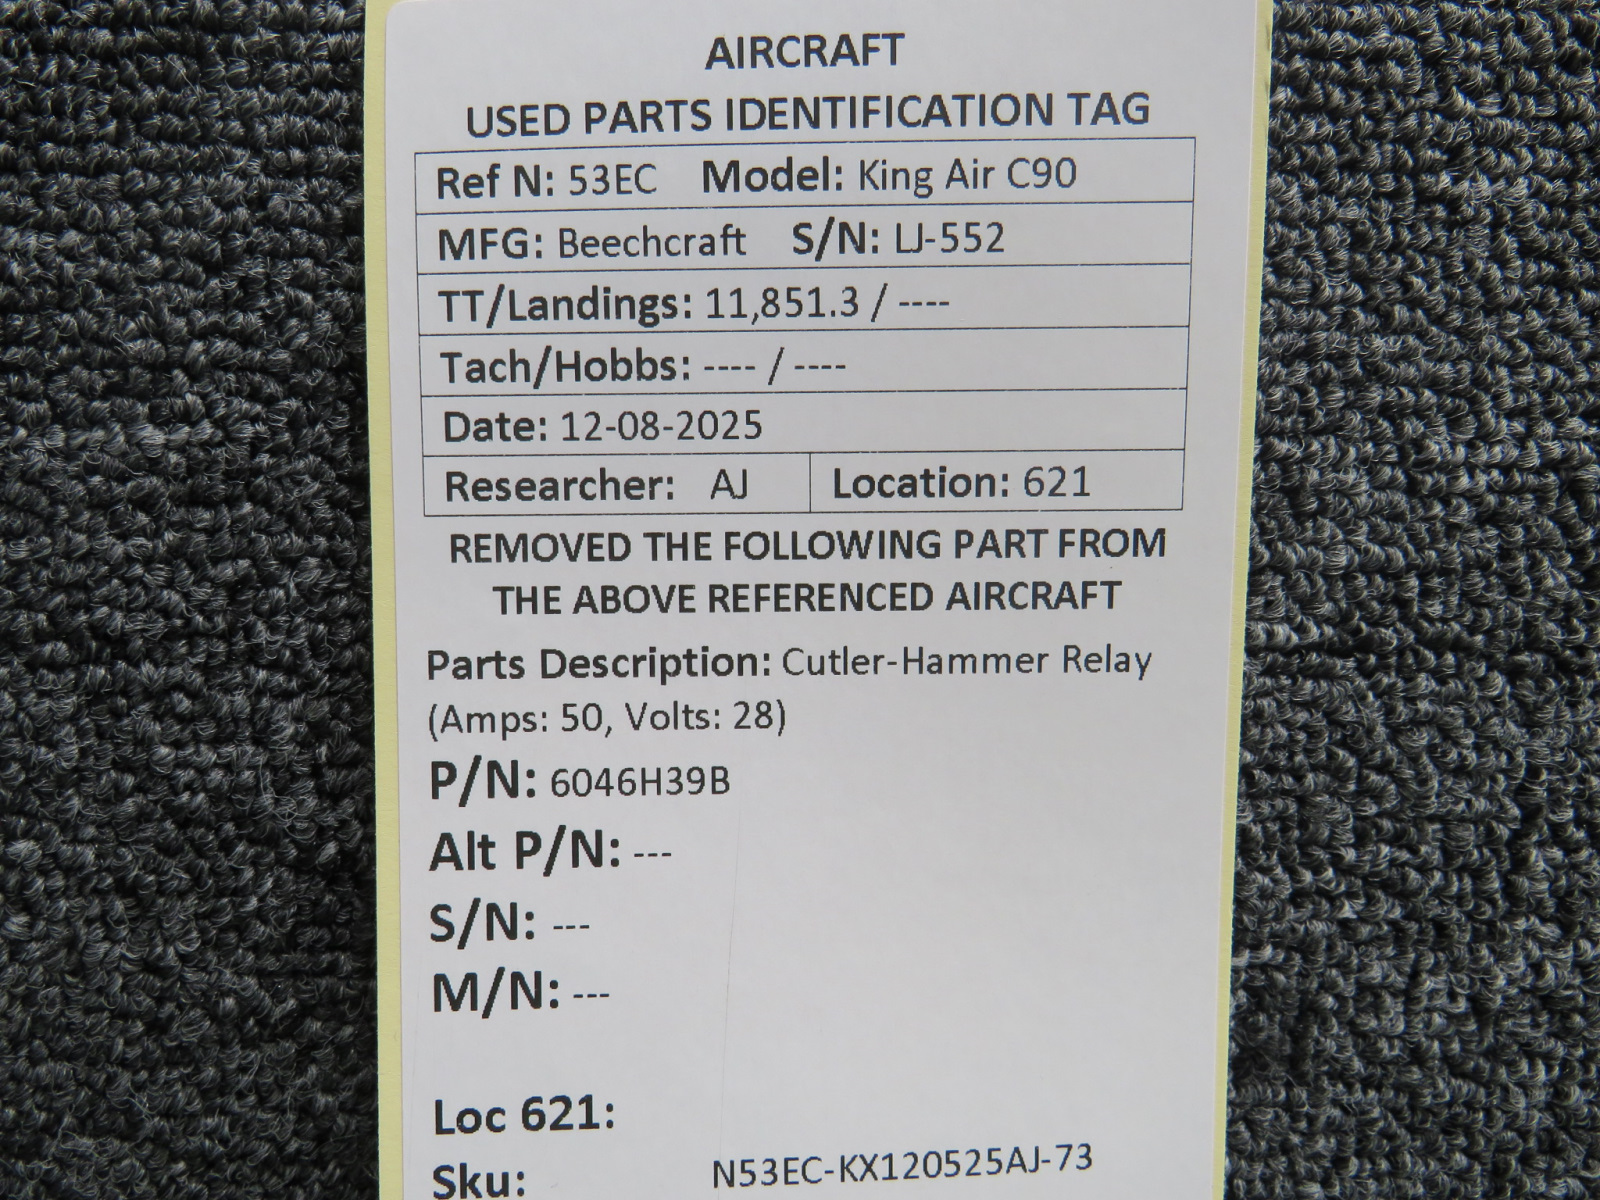 AIRCRAFT
USED PARTS IDENTIFICATION TAG
Ref N: 53EC Model: King Air C90
MFG: Beechcraft S/N: LJ-552
TT/Landings: 11,851.3 / ----
Tach/Hobbs: ---- / ----
Date: 12-08-2025
Researcher: AJ Location: 621
REMOVED THE FOLLOWING PART FROM
THE ABOVE REFERENCED AIRCRAFT
Parts Description: Cutler-Hammer Relay
(Amps: 50, Volts: 28)
P/N: 6046H39B
Alt P/N: ---
S/N: ---
M/N: ---
Loc 621:
Sku: N53EC-KX120525AJ-73